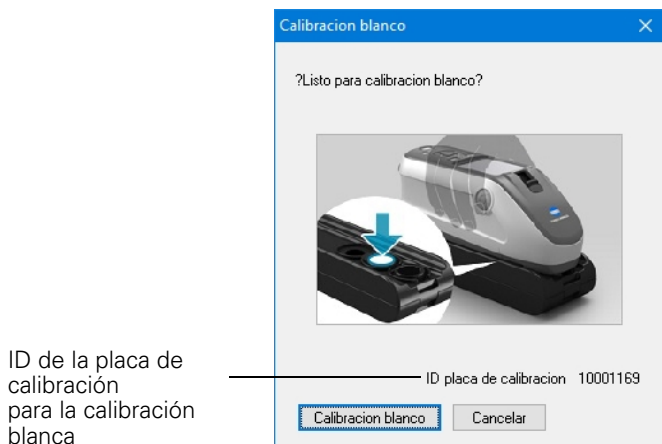 Calibracion blanco
?Listo para calibracion blanco?
ID de la placa de
calibración
para la calibración
blanca
ID placa de calibracion 10001169
Calibracion blanco Cancelar